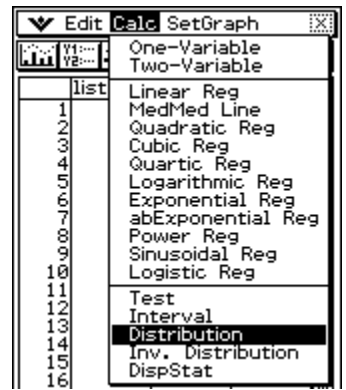 Edit Calc SetGraph
One-Variable
Two-Variable
Y1:
Y2:
list
Linear Reg
1 MedMed Line
2 Quadratic Reg
3 Cubic Reg
4 Quartic Reg
5 Logarithmic Reg
6 Exponential Reg
7 abExponential Reg
8 Power Reg
9 Sinusoidal Reg
10 Logistic Reg
11
12 Test
13 Interval
14 Distribution
15 Inv. Distribution
16 DispStat